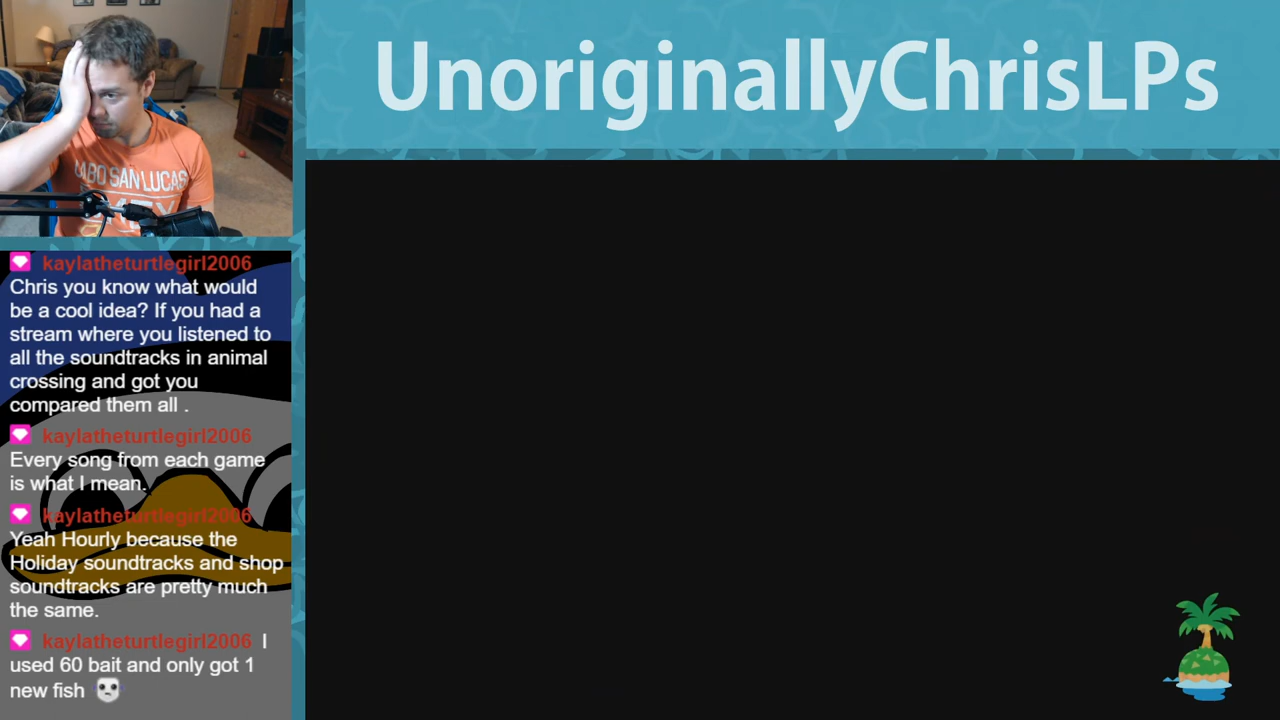 UnoriginallyChrisLPs
CABO SAN LUCAS
kaylatheturtlegirl2006
Chris you know what would
be a cool idea? If you had a
stream where you listened to
all the soundtracks in animal
crossing and got you
compared them all .
kaylatheturtlegirl2006
Every song from each game
is what I mean.
kaylatheturtlegirl2006
Yeah Hourly because the
Holiday soundtracks and shop
soundtracks are pretty much
the same.
kaylatheturtlegirl2006 I
used 60 bait and only got 1
new fish